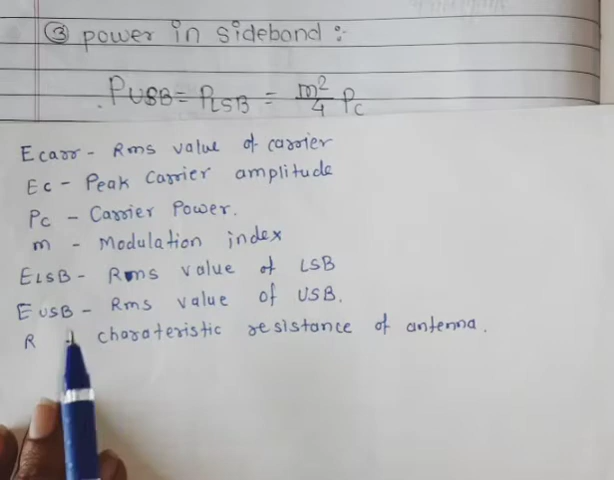 ③ power in sideband :-
PUSB = PLSB = m²/4 Pc
Ecarr - Rms value of carrier
Ec - Peak Carrier amplitude
Pc - Carrier Power.
m - Modulation index
ELSB - Rms value of LSB
EUSB - Rms value of USB.
R - charateristic resistance of antenna.